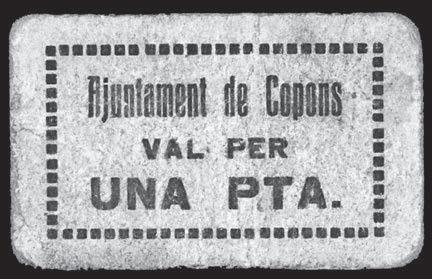 Ajuntament de Copons
VAL PER
UNA PTA.